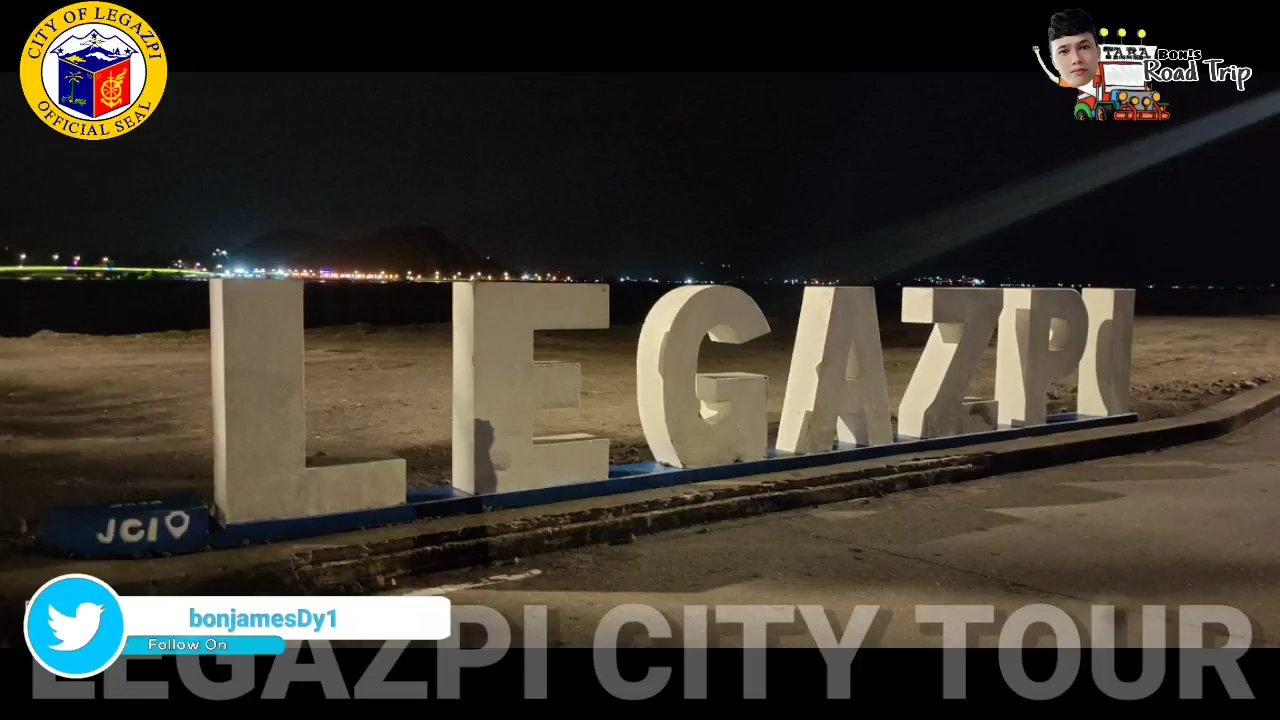 CITY OF LEGAZPI
OFFICIAL SEAL
TARA BON!S
Road Trip
LEGAZPI
JCI
bonjamesDy1
Follow On
LEGAZPI CITY TOUR